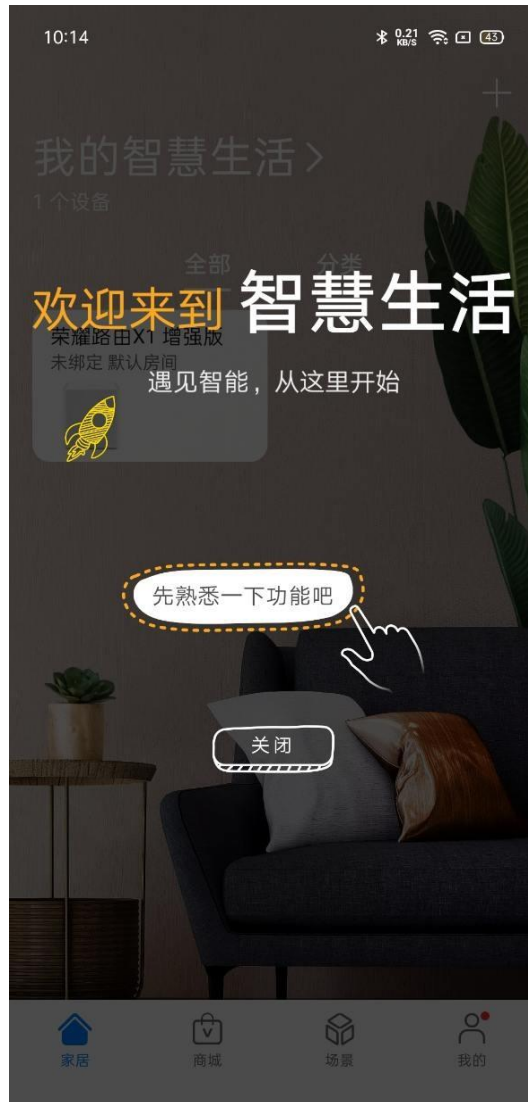 10:14
0.21 KB/S
43
我的智慧生活>
1 个设备
全部 分类
欢迎来到 智慧生活
荣耀路由X1 增强版
未绑定 默认房间
遇见智能，从这里开始
先熟悉一下功能吧
关闭
家居 商城 场景 我的